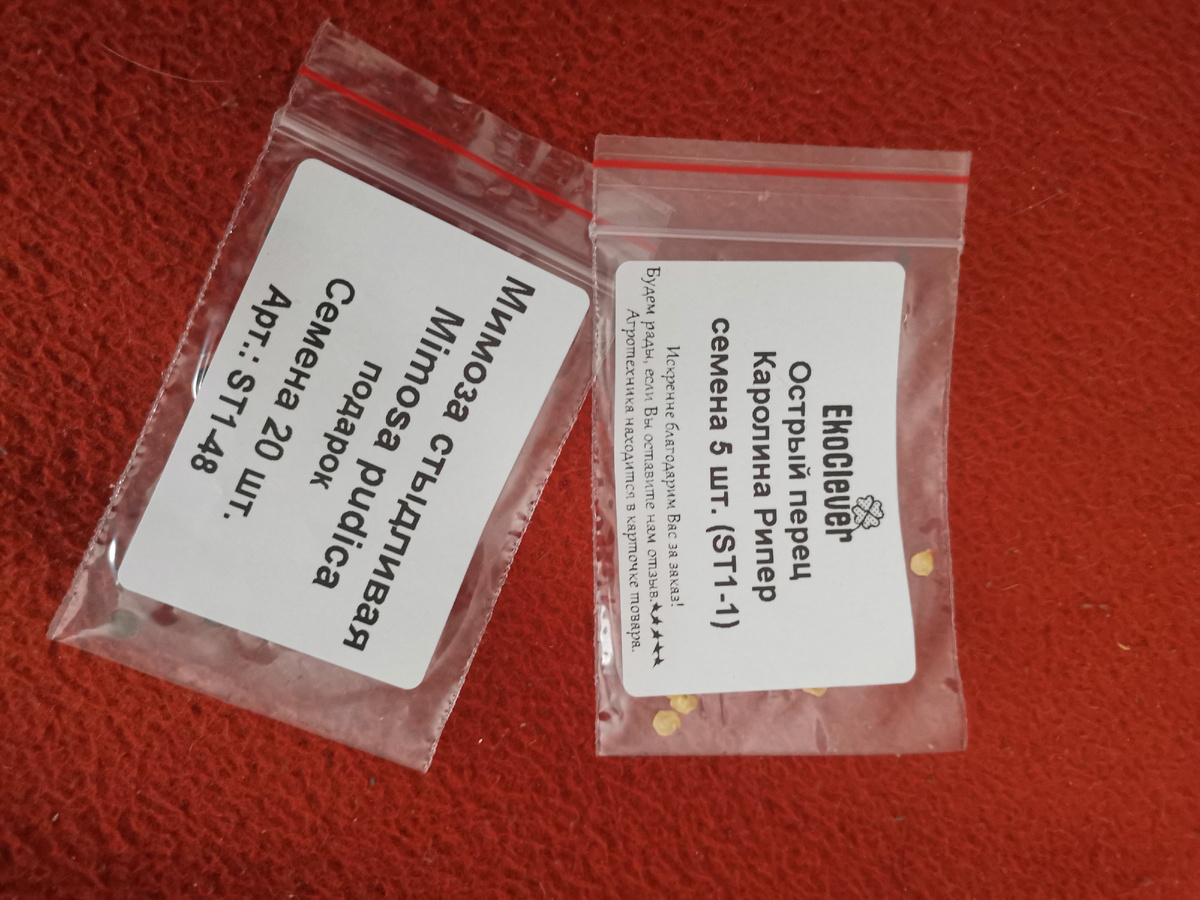 Мимоза стыдливая
Mimosa pudica
подарок
Семена 20 шт.
Арт.: ST1-48
EkoClever
Острый перец
Каролина Рипер
семена 5 шт. (ST1-1)
Искренне благодарим Вас за заказ!
Будем рады, если Вы оставите нам отзыв.★★★★★
Агротехника находится в карточке товара.